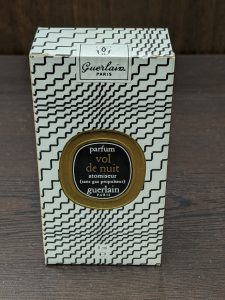 Guerlain
PARIS
parfum
vol
de nuit
atomiseur
(sans gaz propulseur)
guerlain
PARIS